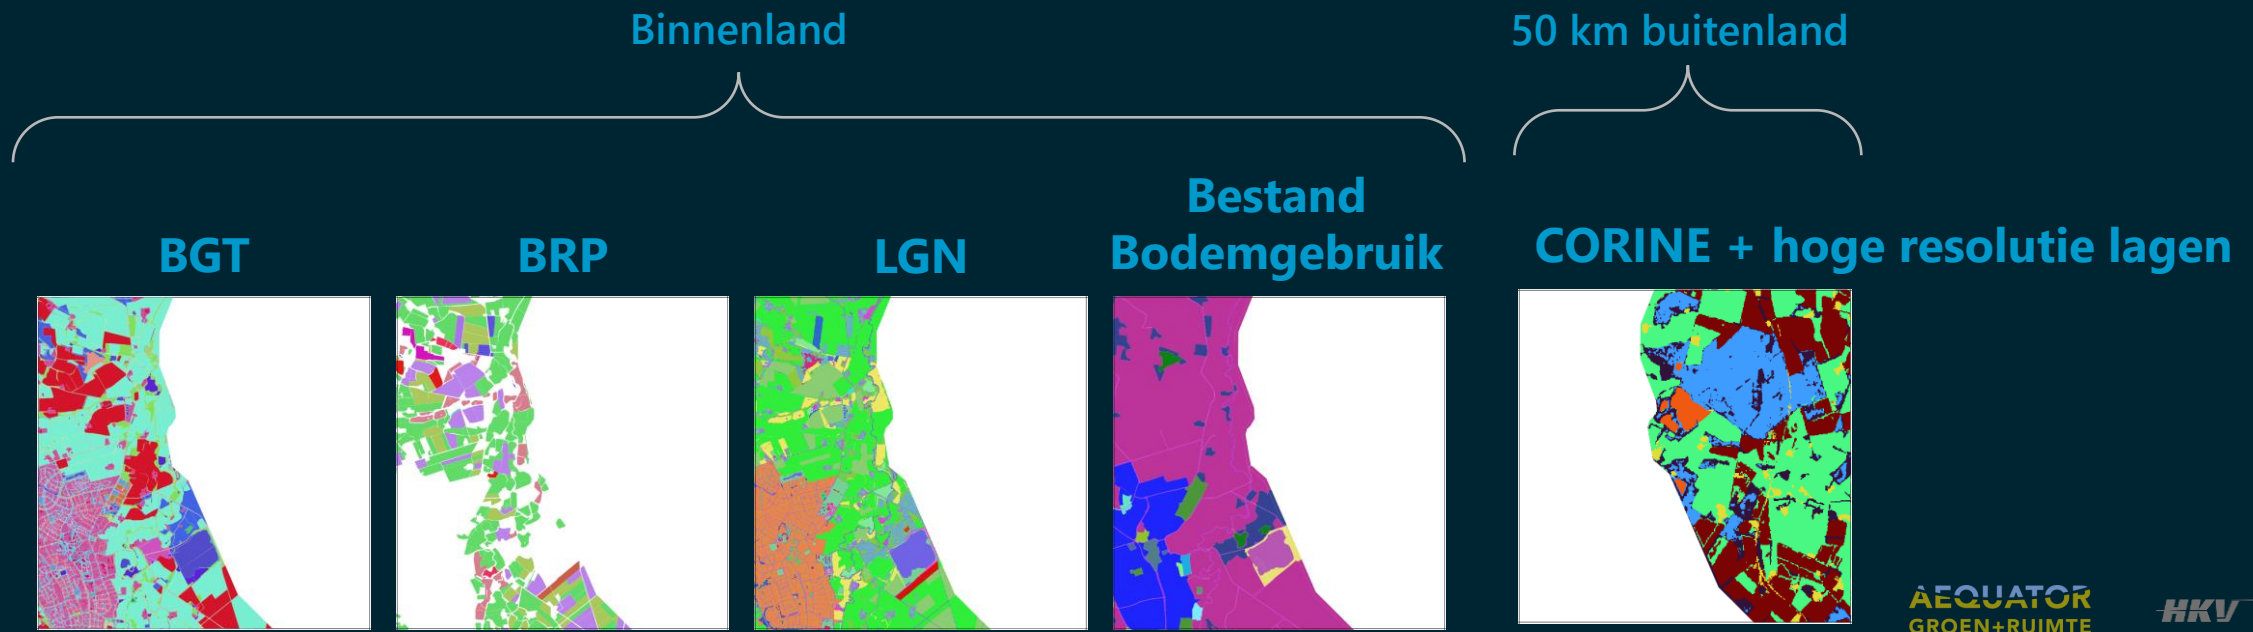 Binnenland
50 km buitenland
BGT
BRP
LGN
Bestand
Bodemgebruik
CORINE + hoge resolutie lagen
AEQUATOR
GROEN+RUIMTE
HKV